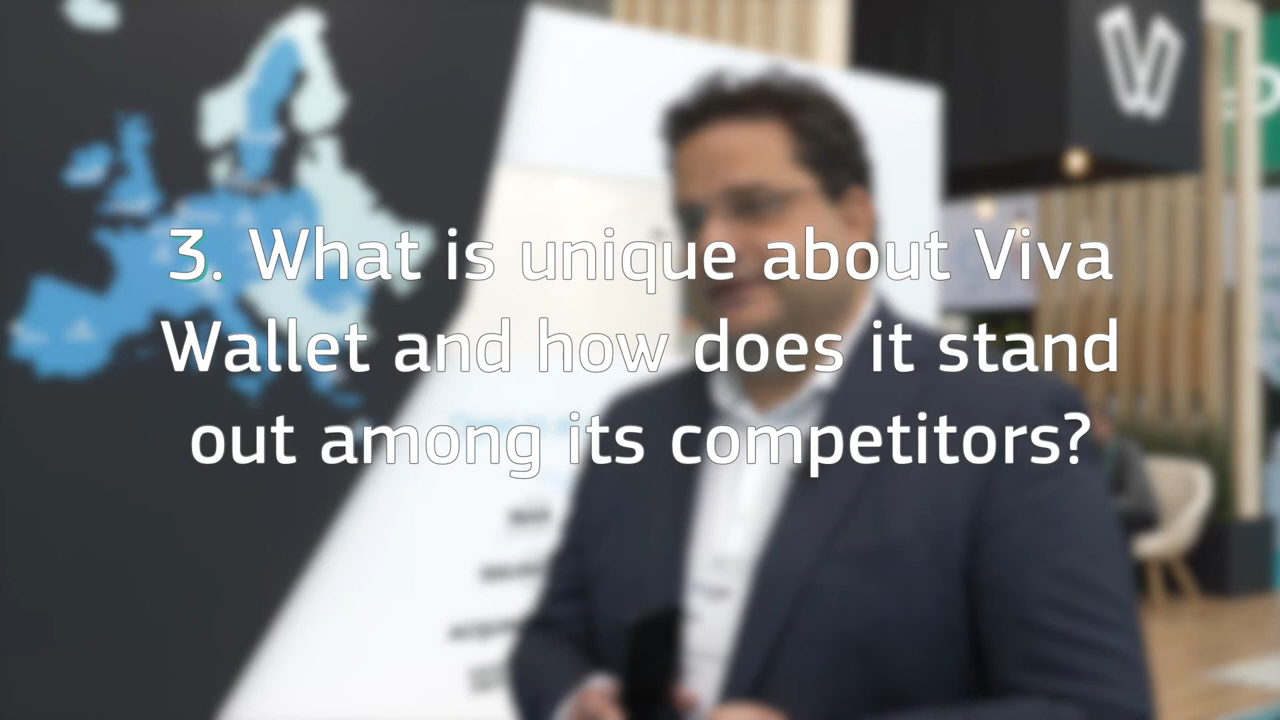 3. What is unique about Viva
Wallet and how does it stand
out among its competitors?